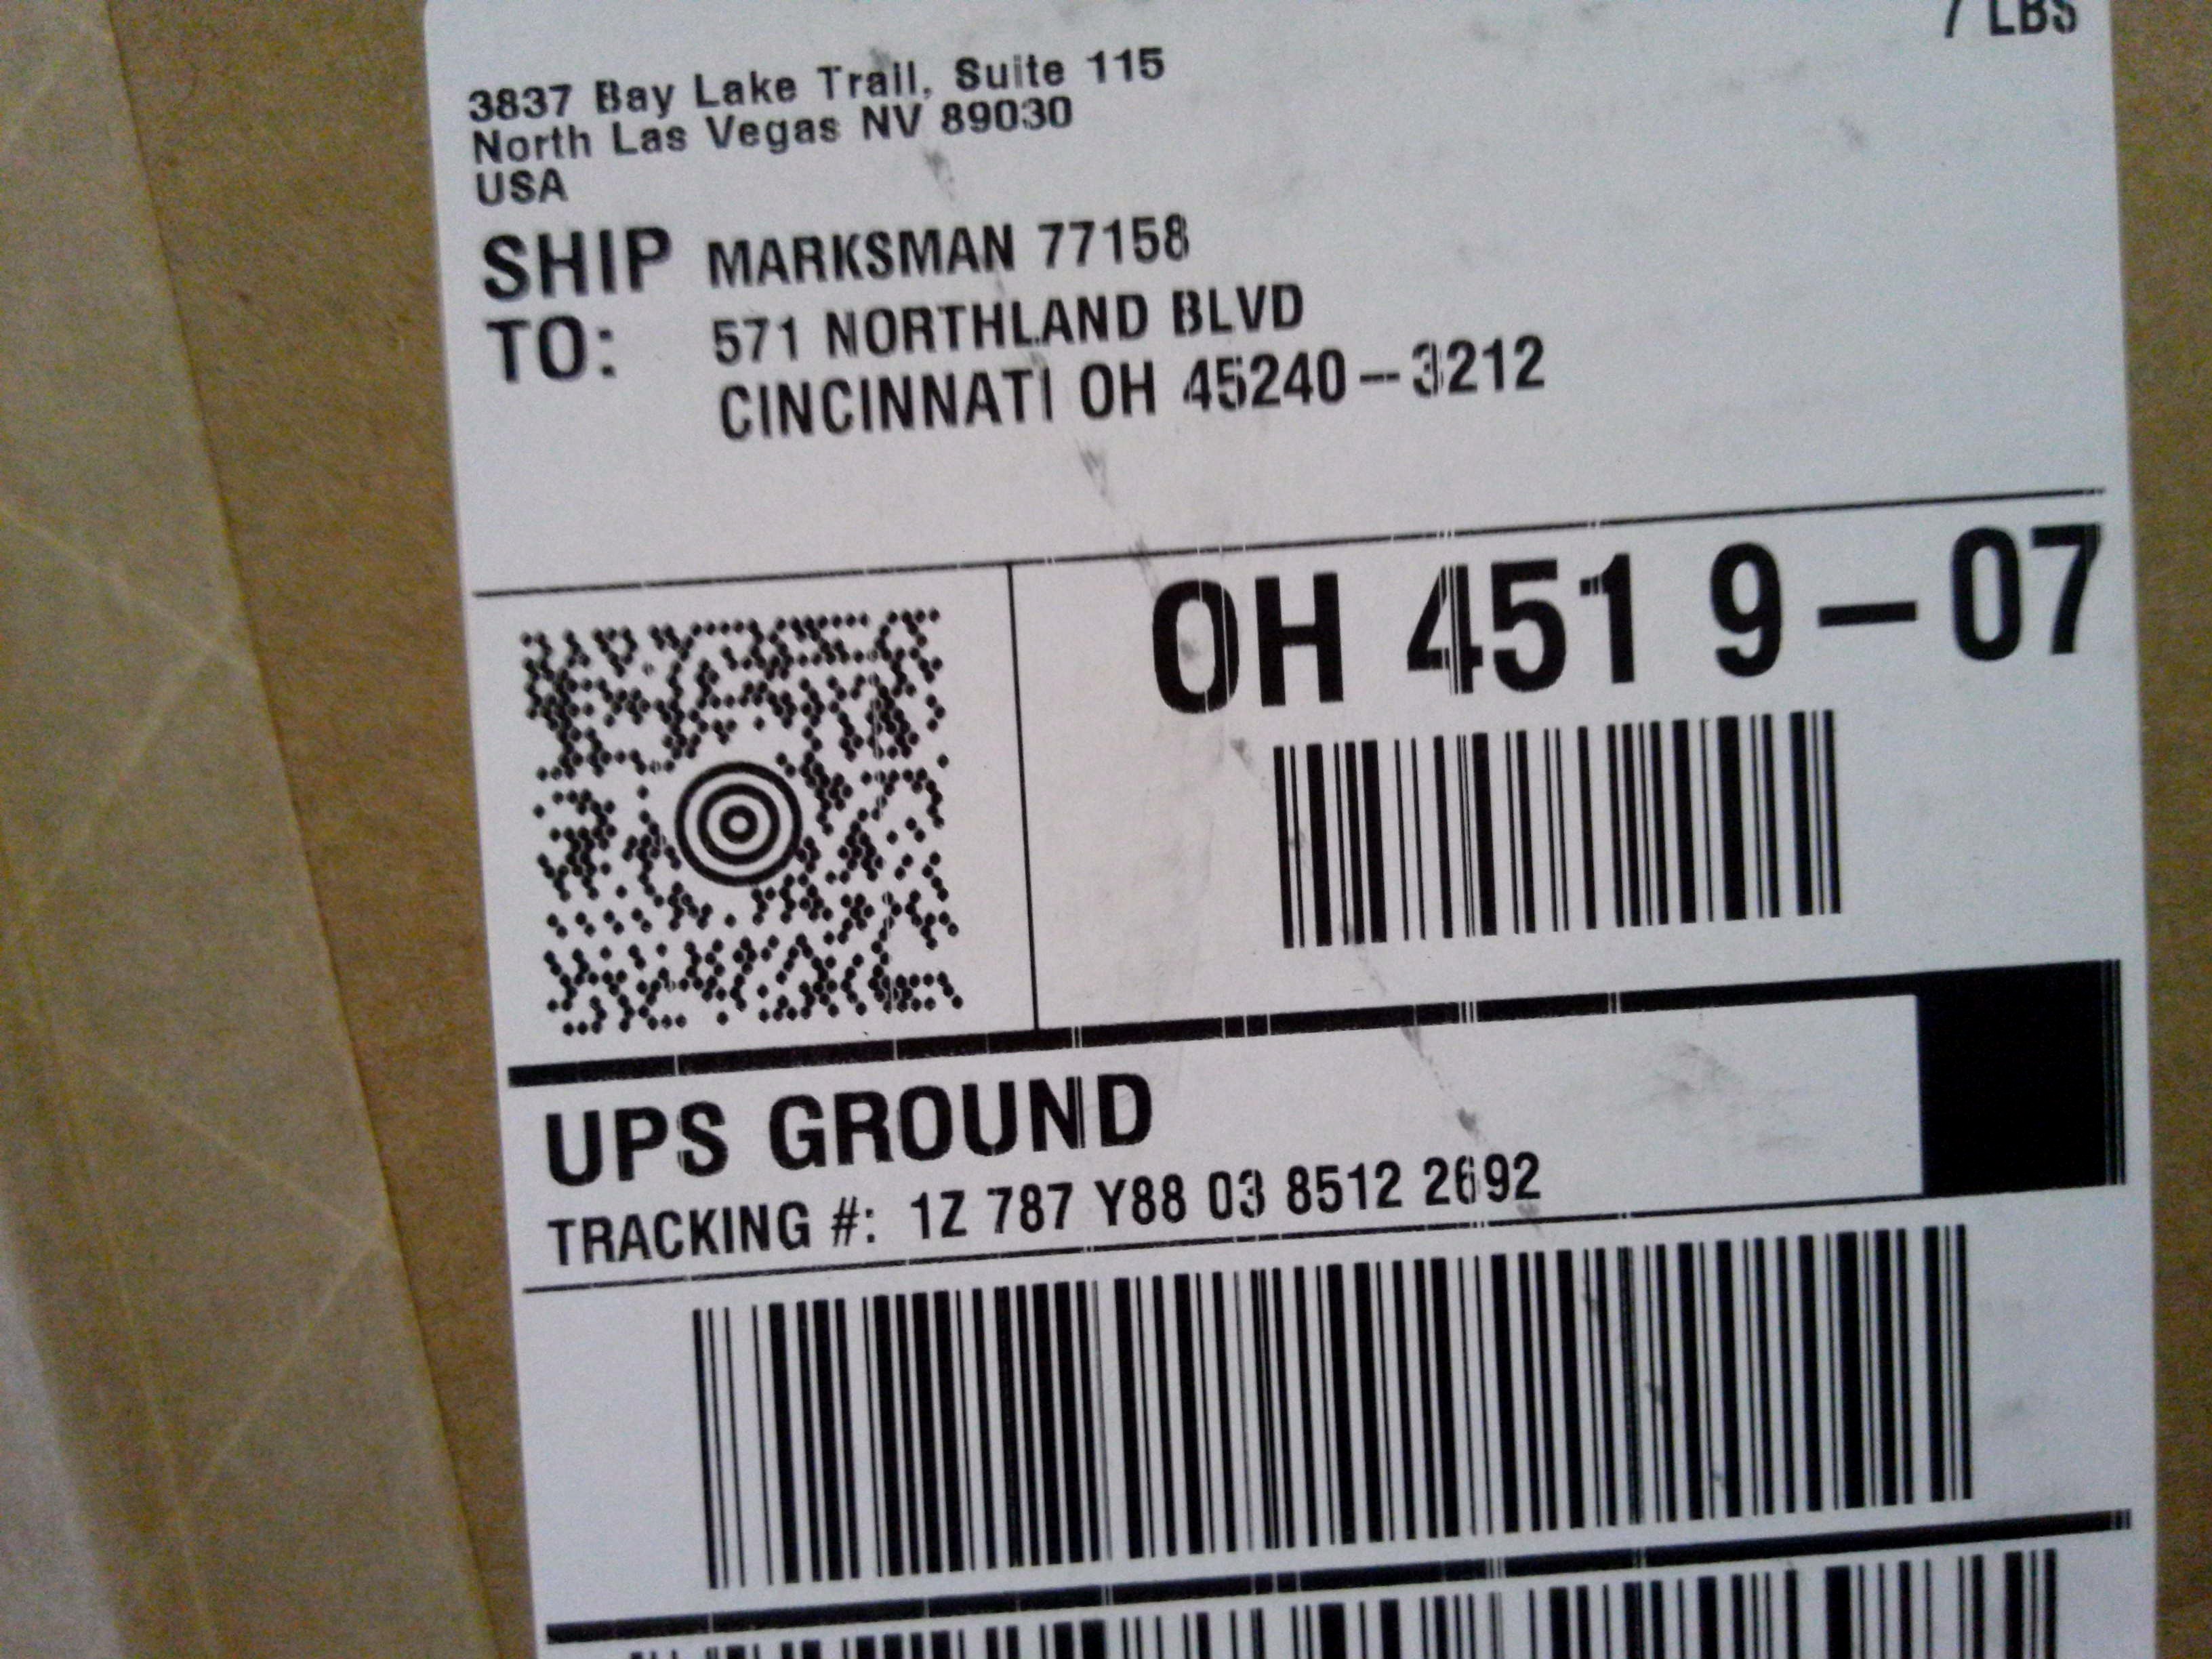 7 LBS
3837 Bay Lake Trail, Suite 115
North Las Vegas NV 89030
USA
SHIP TO:
MARKSMAN 77158
571 NORTHLAND BLVD
CINCINNATI OH 45240-3212
OH 451 9-07
UPS GROUND
TRACKING #: 1Z 787 Y88 03 8512 2692